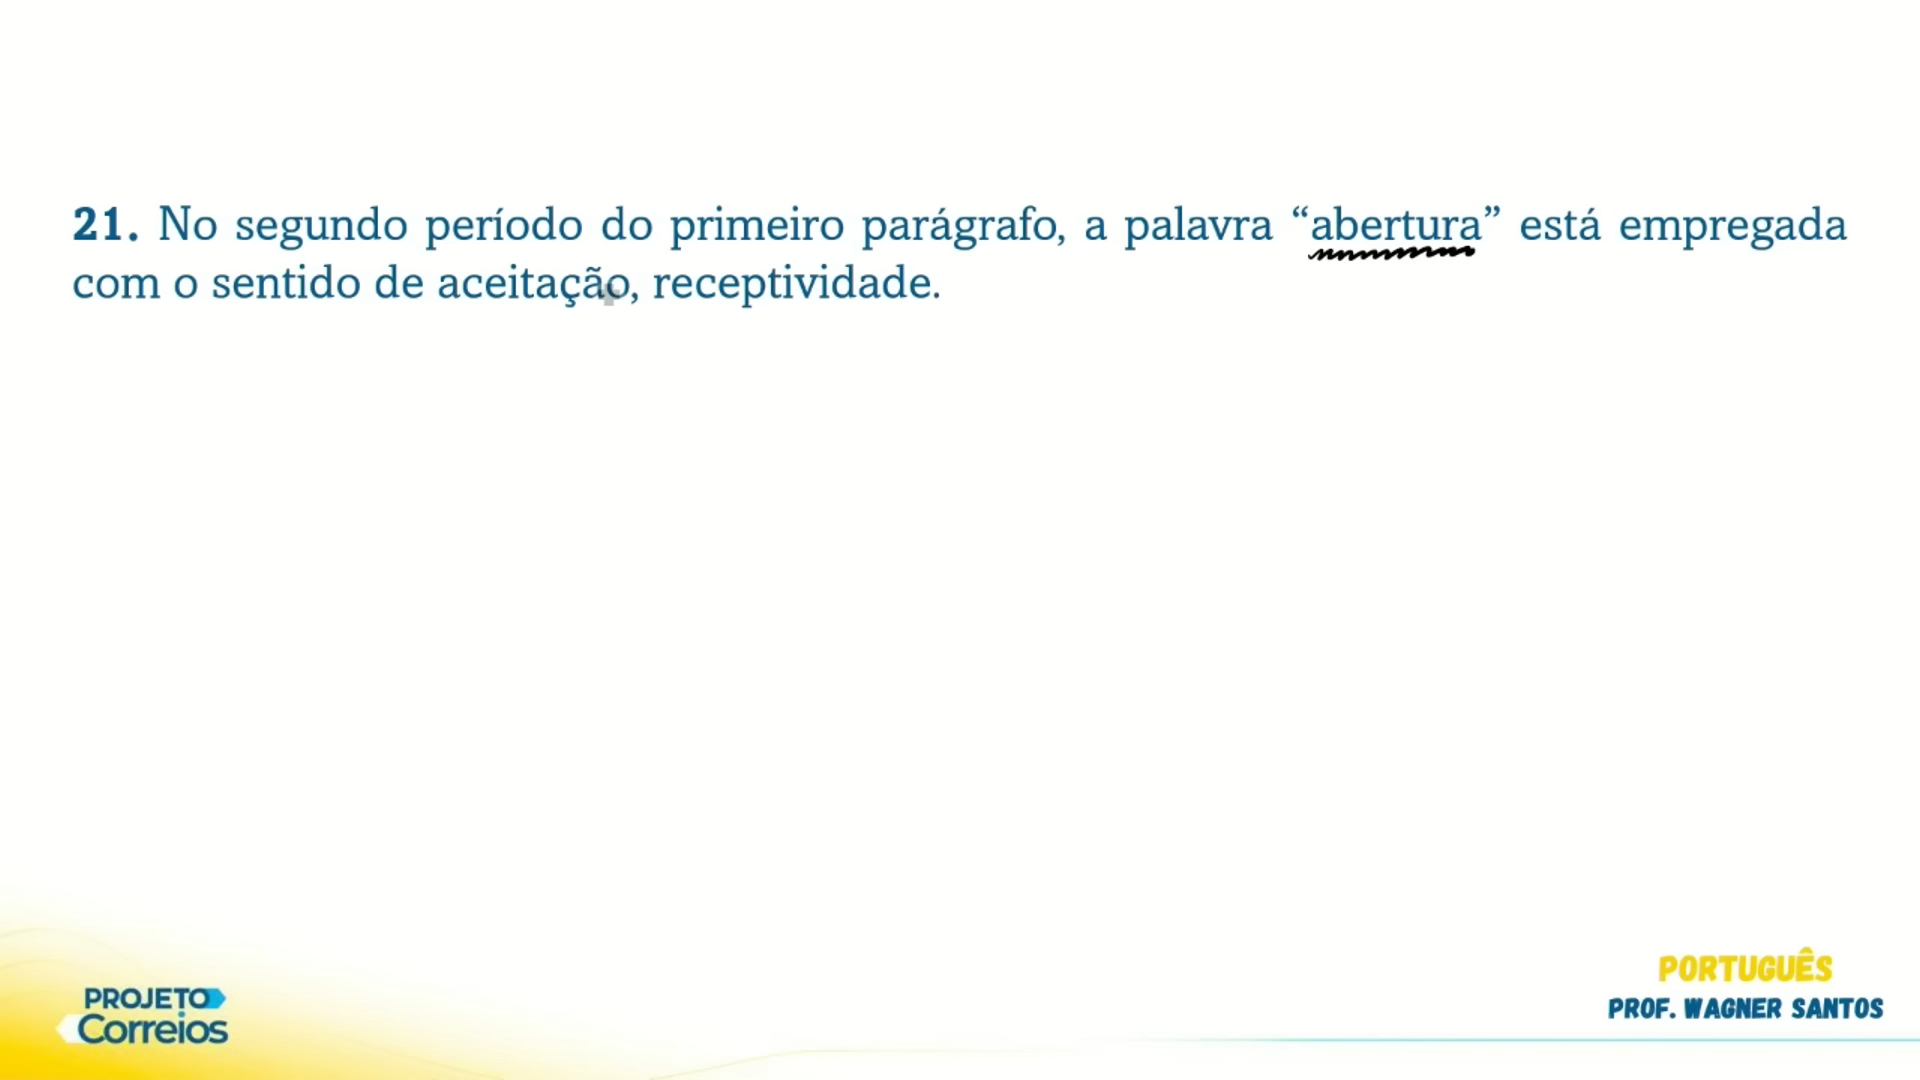 21. No segundo período do primeiro parágrafo, a palavra “abertura” está empregada
com o sentido de aceitação, receptividade.
PORTUGUÊS
PROF. WAGNER SANTOS
PROJETO
Correios